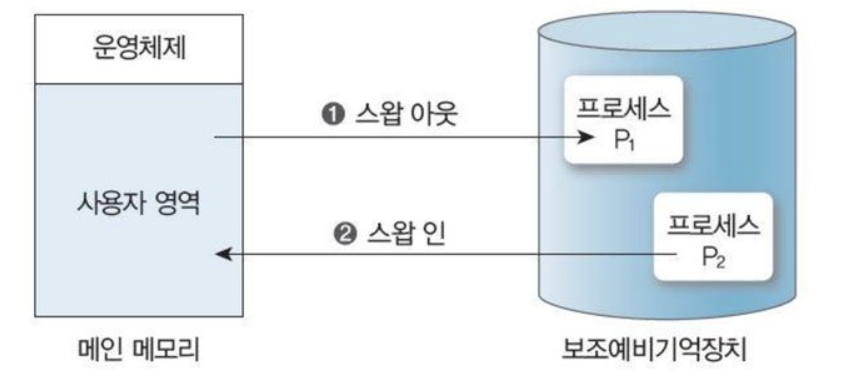 운영체제
사용자 영역
메인 메모리
❶ 스왑 아웃
❷ 스왑 인
프로세스
P₁
프로세스
P₂
보조예비기억장치